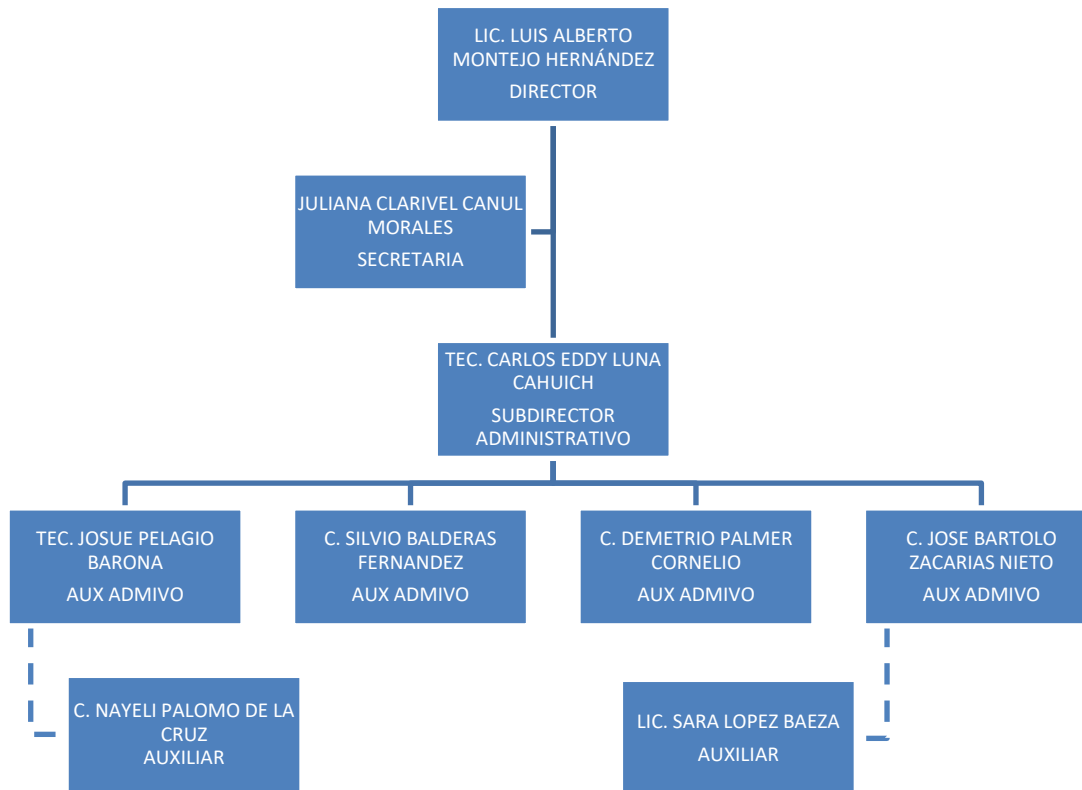 LIC. LUIS ALBERTO
MONTEJO HERNÁNDEZ
DIRECTOR
JULIANA CLARIVEL CANUL
MORALES
SECRETARIA
TEC. CARLOS EDDY LUNA
CAHUICH
SUBDIRECTOR
ADMINISTRATIVO
TEC. JOSUE PELAGIO
BARONA
AUX ADMIVO
C. SILVIO BALDERAS
FERNANDEZ
AUX ADMIVO
C. DEMETRIO PALMER
CORNELIO
AUX ADMIVO
C. JOSE BARTOLO
ZACARIAS NIETO
AUX ADMIVO
C. NAYELI PALOMO DE LA
CRUZ
AUXILIAR
LIC. SARA LOPEZ BAEZA
AUXILIAR